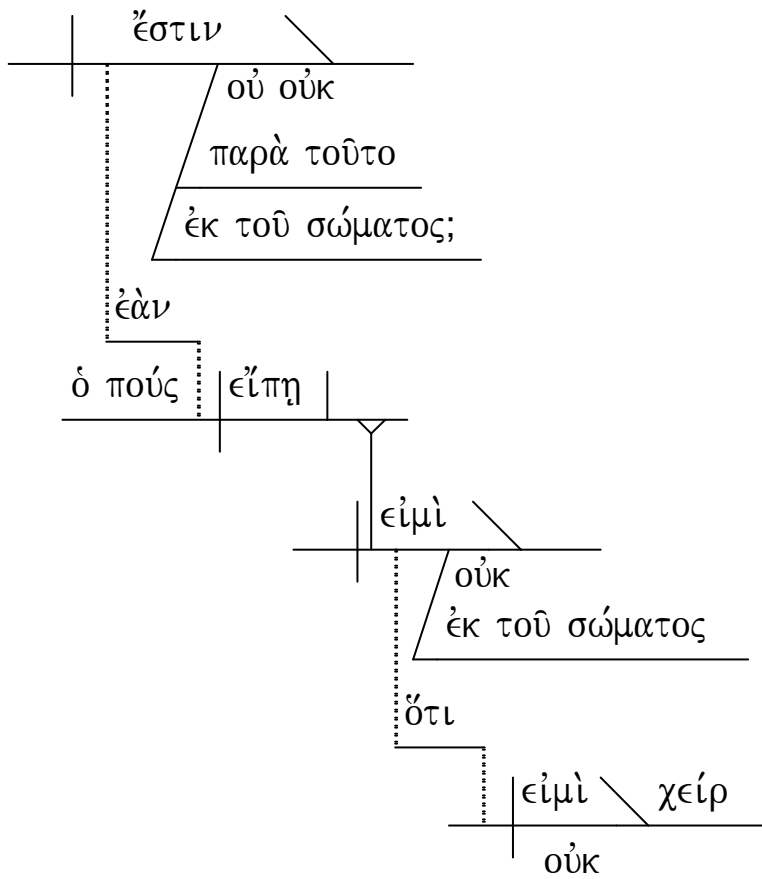 ἔστιν
οὐ οὐκ
παρὰ τοῦτο
ἐκ τοῦ σώματος;
ἐὰν
ὁ πούς εἴπῃ
εἰμὶ
οὐκ
ἐκ τοῦ σώματος
ὅτι
εἰμὶ χείρ
οὐκ